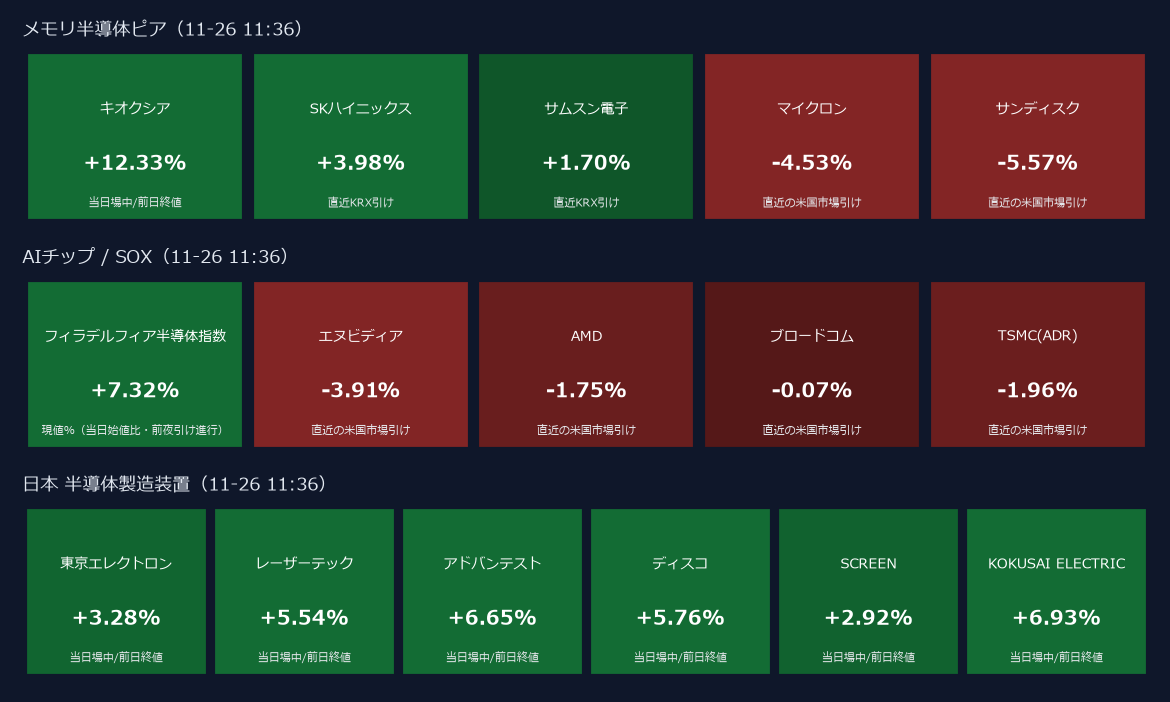 メモリ半導体ピア（11-26 11:36）
キオクシア
+12.33%
当日場中/前日終値
SKハイニックス
+3.98%
直近KRX引け
サムスン電子
+1.70%
直近KRX引け
マイクロン
-4.53%
直近の米国市場引け
サンディスク
-5.57%
直近の米国市場引け
AIチップ / SOX（11-26 11:36）
フィラデルフィア半導体指数
+7.32%
現値%（当日始値比・前夜引け進行）
エヌビディア
-3.91%
直近の米国市場引け
AMD
-1.75%
直近の米国市場引け
ブロードコム
-0.07%
直近の米国市場引け
TSMC(ADR)
-1.96%
直近の米国市場引け
日本 半導体製造装置（11-26 11:36）
東京エレクトロン
+3.28%
当日場中/前日終値
レーザーテック
+5.54%
当日場中/前日終値
アドバンテスト
+6.65%
当日場中/前日終値
ディスコ
+5.76%
当日場中/前日終値
SCREEN
+2.92%
当日場中/前日終値
KOKUSAI ELECTRIC
+6.93%
当日場中/前日終値